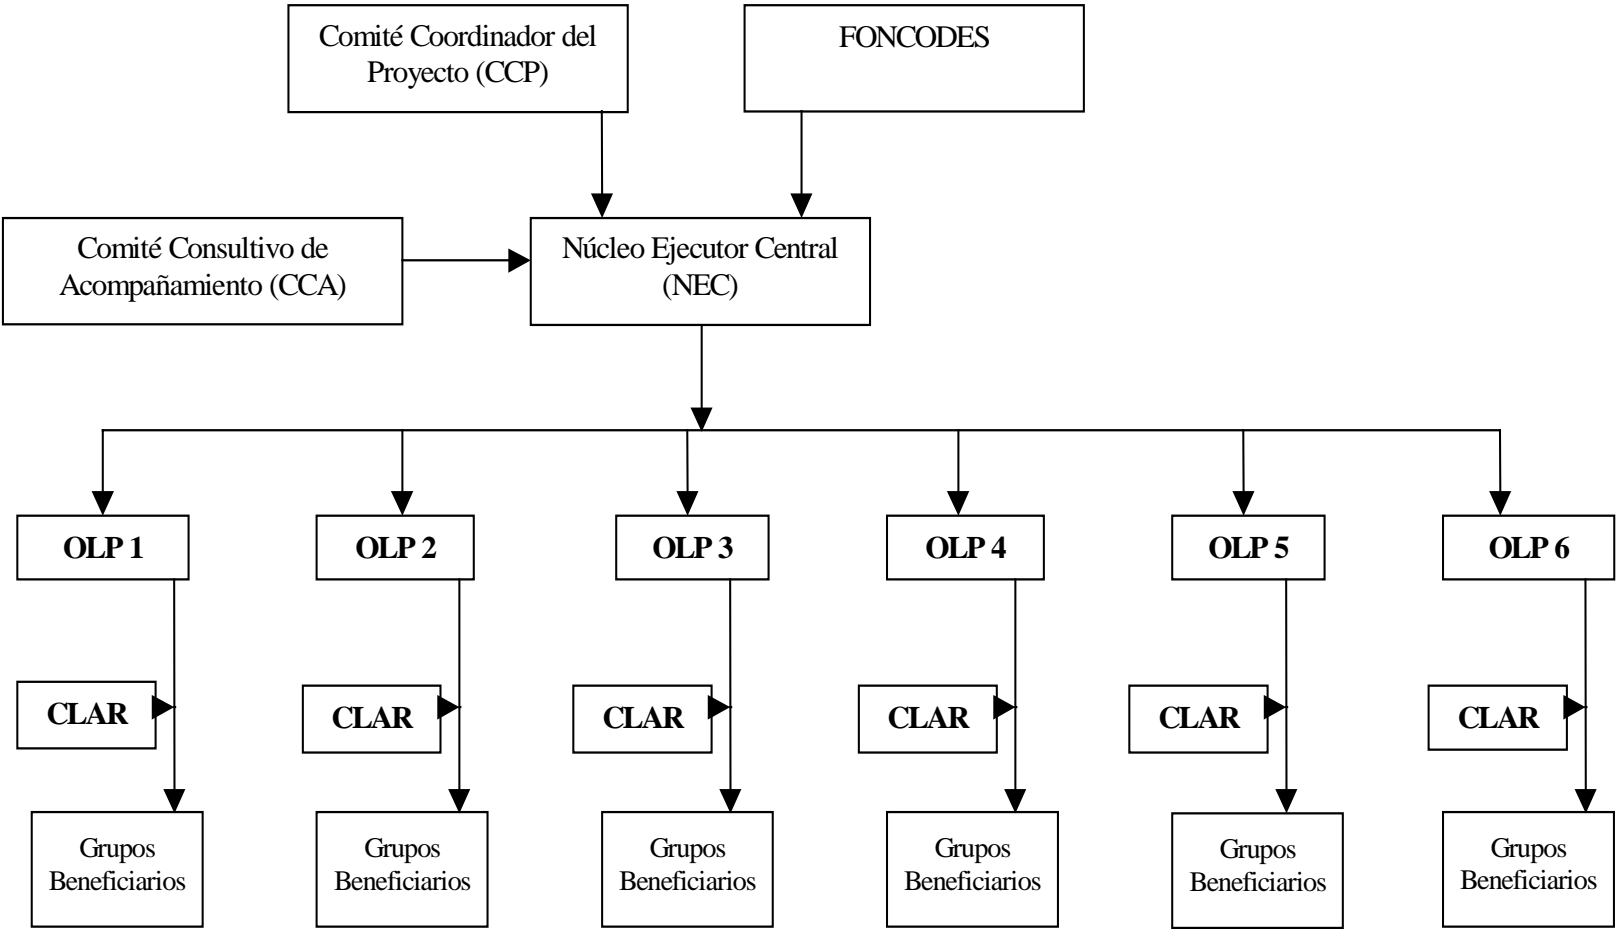 Comité Coordinador del
Proyecto (CCP)
FONCODES
Comité Consultivo de
Acompañamiento (CCA)
Núcleo Ejecutor Central
(NEC)
OLP 1
OLP 2
OLP 3
OLP 4
OLP 5
OLP 6
CLAR
CLAR
CLAR
CLAR
CLAR
CLAR
Grupos
Beneficiarios
Grupos
Beneficiarios
Grupos
Beneficiarios
Grupos
Beneficiarios
Grupos
Beneficiarios
Grupos
Beneficiarios